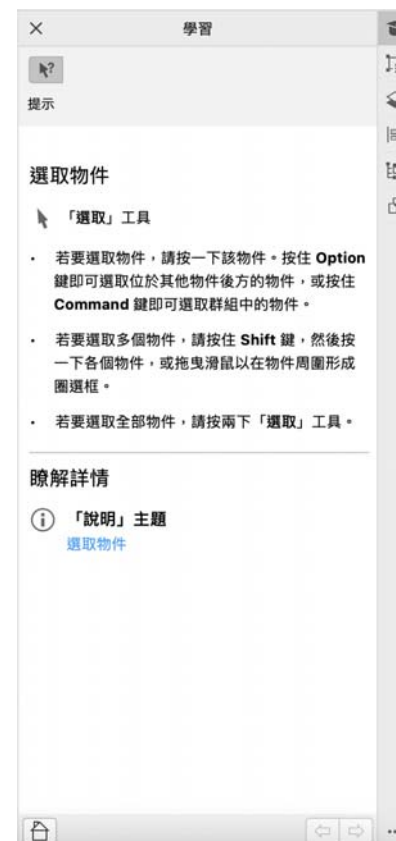 學習
提示
選取物件
「選取」工具
• 若要選取物件,請按一下該物件。按住 Option
鍵即可選取位於其他物件後方的物件,或按住
Command 鍵即可選取群組中的物件。
• 若要選取多個物件,請按住 Shift 鍵,然後按
一下各個物件,或拖曳滑鼠以在物件周圍形成
圈選框。
• 若要選取全部物件,請按兩下「選取」工具。
瞭解詳情
「說明」主題
選取物件